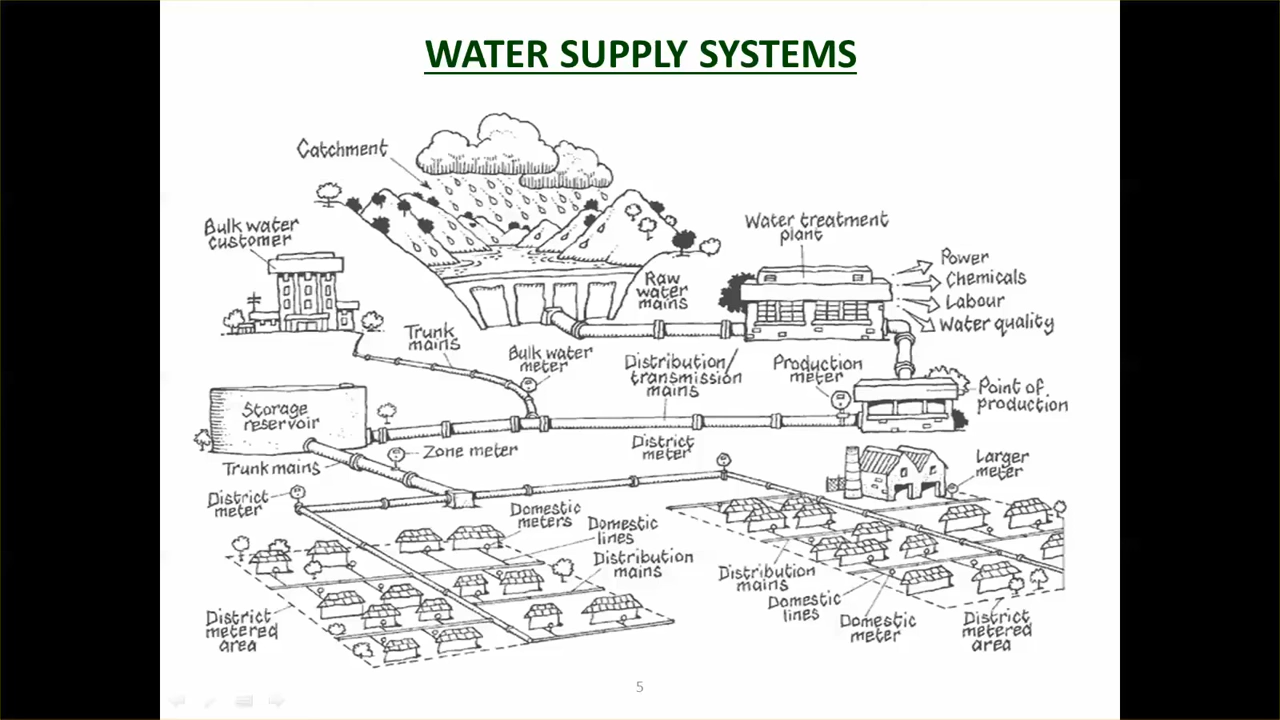 WATER SUPPLY SYSTEMS
Catchment
Bulk water
customer
Water treatment
plant
Power
Chemicals
Labour
Water quality
Raw
water
mains
Trunk
mains
Bulk water
meter
Distribution/
transmission
mains
Production
meter
Point of
production
Storage
reservoir
Zone meter
District
meter
Trunk mains
Larger
meter
District
meter
Domestic
meters
Domestic
lines
Distribution
mains
Distribution
mains
Domestic
lines
Domestic
meter
District
metered
area
District
metered
area
5